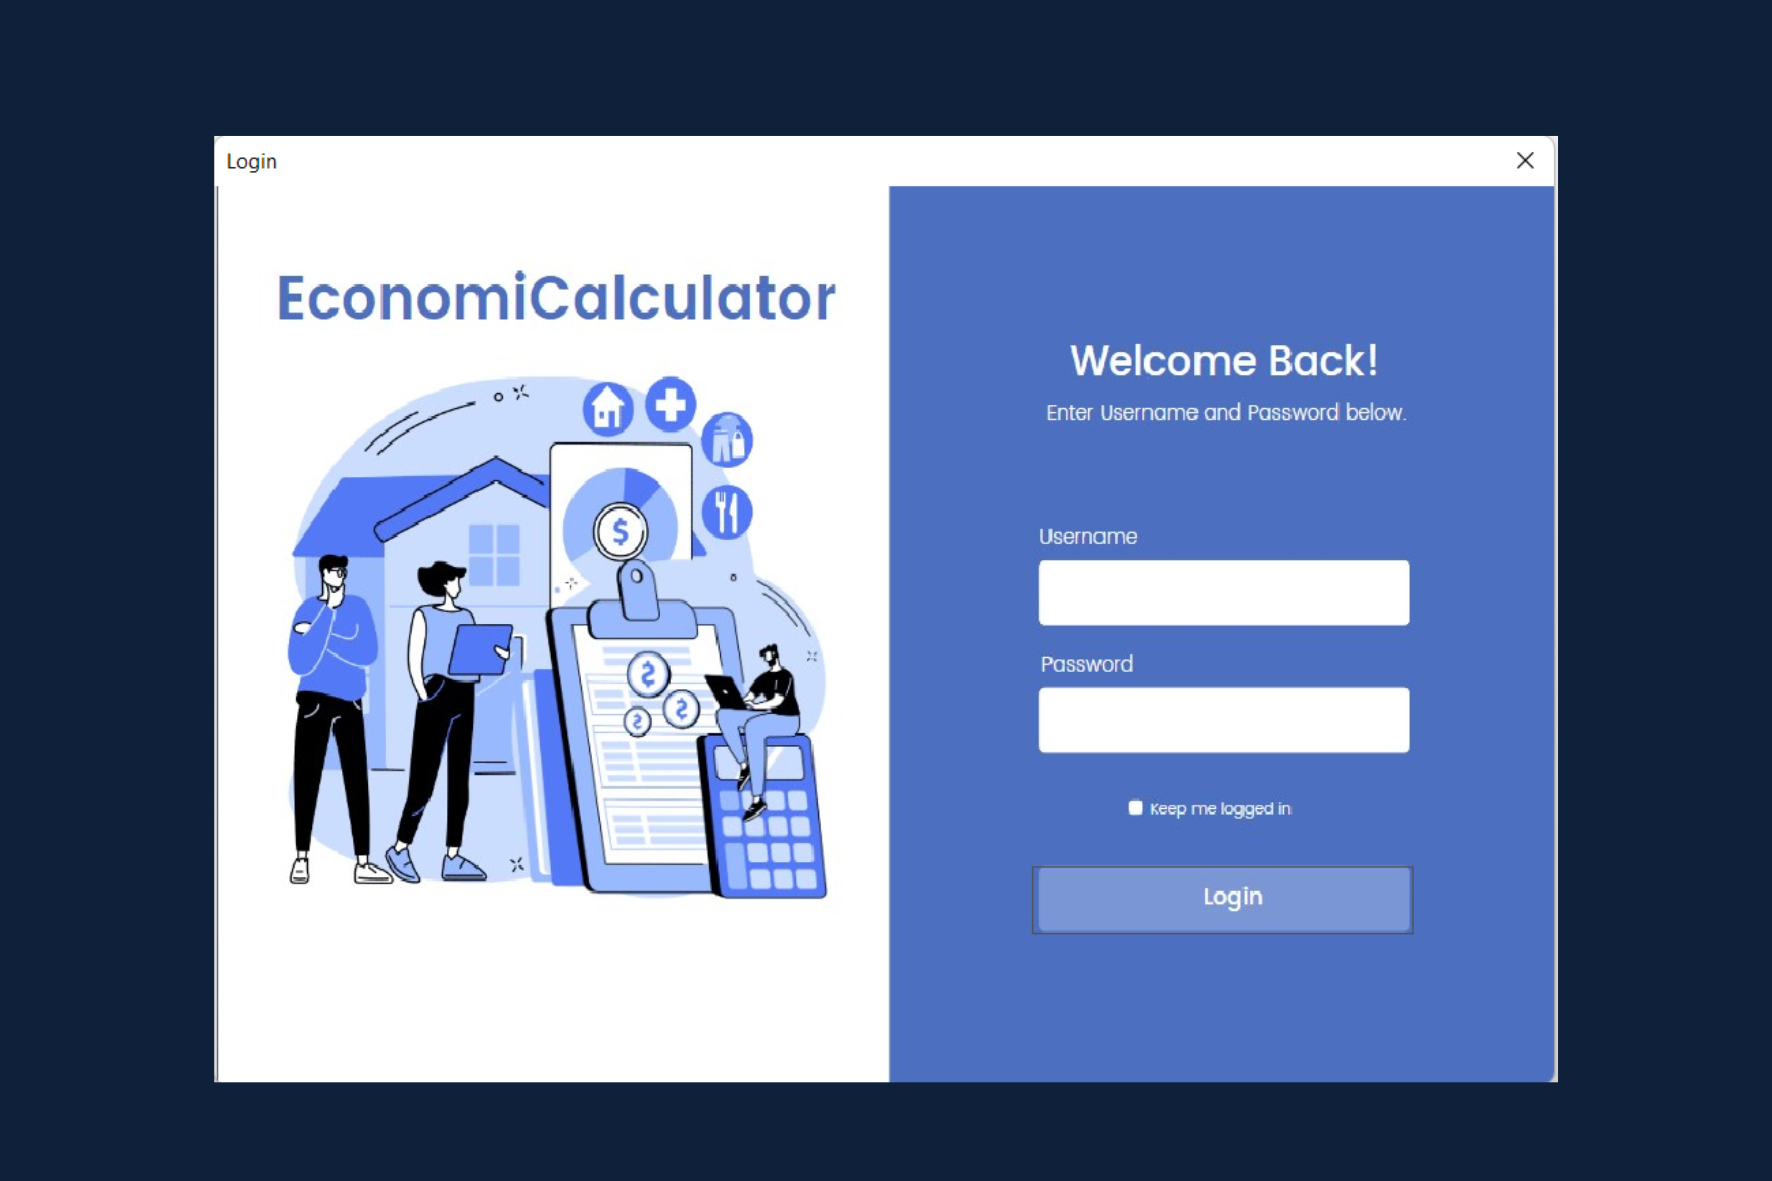 Login
EconomiCalculator
$
$
$
$
Welcome Back!
Enter Username and Password below.
Username
Password
Keep me logged in
Login